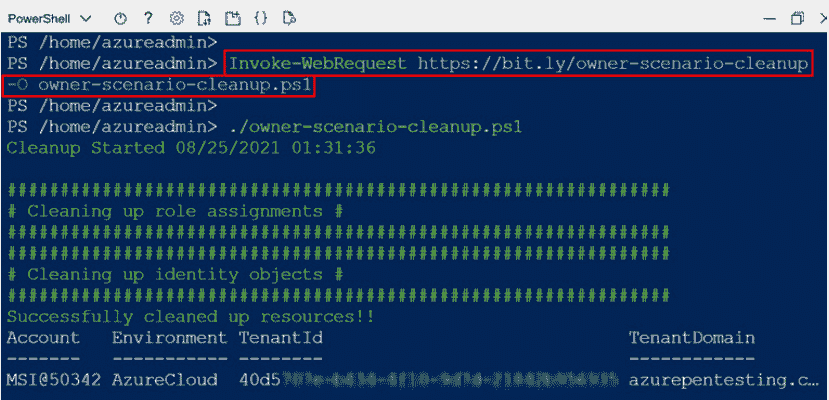 PowerShell ? {}
PS /home/azureadmin>
PS /home/azureadmin> Invoke-WebRequest https://bit.ly/owner-scenario-cleanup
-O owner-scenario-cleanup.ps1
PS /home/azureadmin>
PS /home/azureadmin> ./owner-scenario-cleanup.ps1
Cleanup Started 08/25/2021 01:31:36
###############################################################
# Cleaning up role assignments #
###############################################################
###############################################################
# Cleaning up identity objects #
###############################################################
Successfully cleaned up resources!!
Account Environment TenantId TenantDomain
------- ----------- -------- ------------
MSI@50342 AzureCloud 40d5 azurepentesting.c...